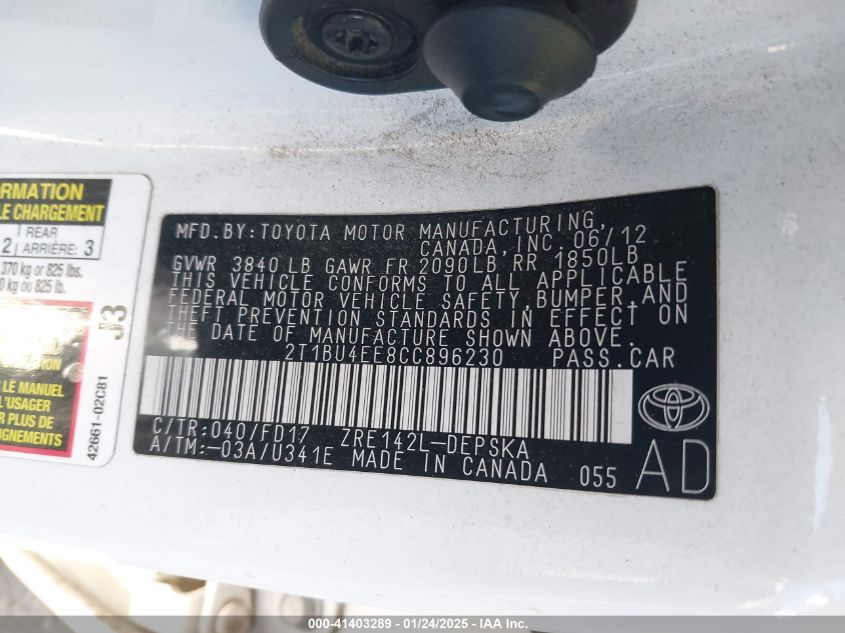 RMATION
LE CHARGEMENT
2 REAR ARRIÈRE: 3
370 kg or 825 lbs.
0 kg ou 825 lb.
J3
LE MANUEL
L'USAGER
R PLUS DE
IGNEMENTS
42661-02C81
MFD.BY:TOYOTA MOTOR MANUFACTURING,
CANADA, INC. 06/12
GVWR 3840 LB GAWR FR 2090LB RR 1850LB
THIS VEHICLE CONFORMS TO ALL APPLICABLE
FEDERAL MOTOR VEHICLE SAFETY,BUMPER,AND
THEFT PREVENTION STANDARDS IN EFFECT ON
THE DATE OF MANUFACTURE SHOWN ABOVE.
2T1BU4EE8CC896230 PASS.CAR
C/TR:040/FD17 ZRE142L-DEPSKA
A/TM:-03A/U341E MADE IN CANADA 055 AD
000-41403289 - 01/24/2025 - IAA Inc.